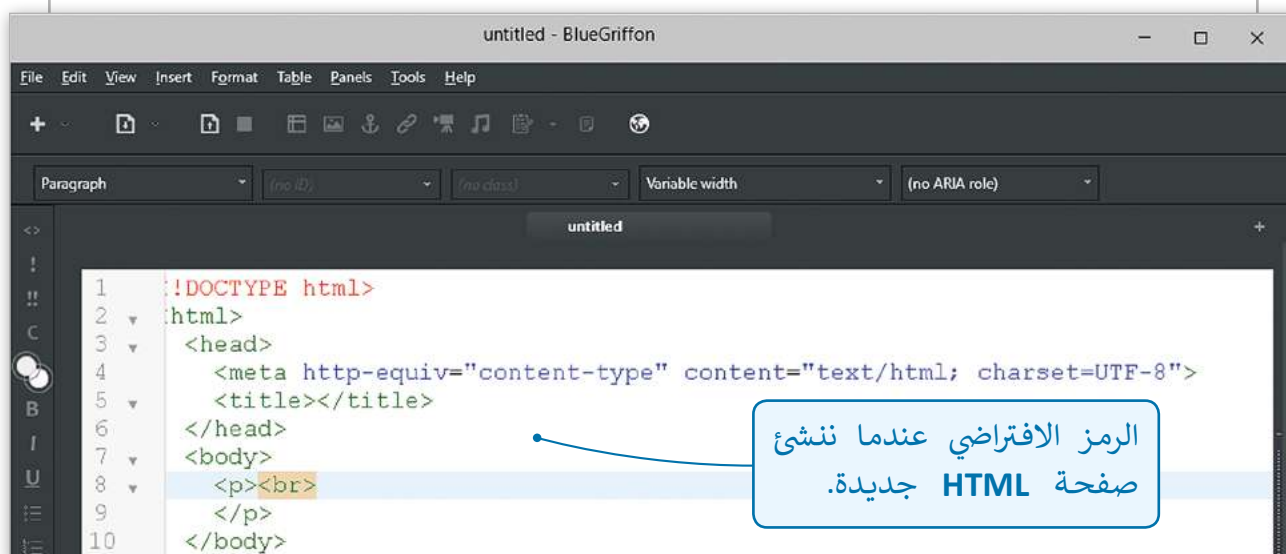 untitled - BlueGriffon
File Edit View Insert Format Table Panels Tools Help
Paragraph (no ID) (no class) Variable width (no ARIA role)
untitled
1 !DOCTYPE html>
2 html>
3 <head>
4 <meta http-equiv="content-type" content="text/html; charset=UTF-8">
5 <title></title>
6 </head>
7 <body>
8 <p><br>
9 </p>
10 </body>
<>
!
!!
C
B
I
U
الرمز الافتراضي عندما ننشئ
صفحة HTML جديدة.